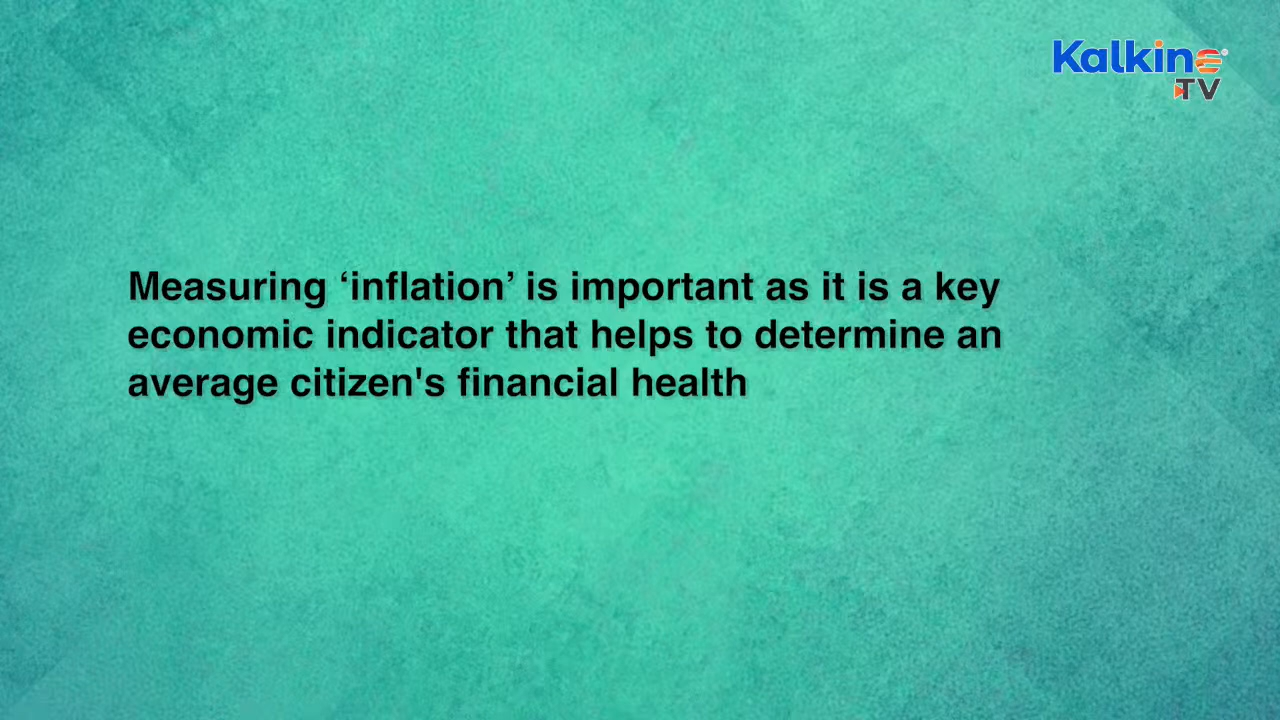 Kalkine
TV
Measuring ‘inflation’ is important as it is a key
economic indicator that helps to determine an
average citizen's financial health